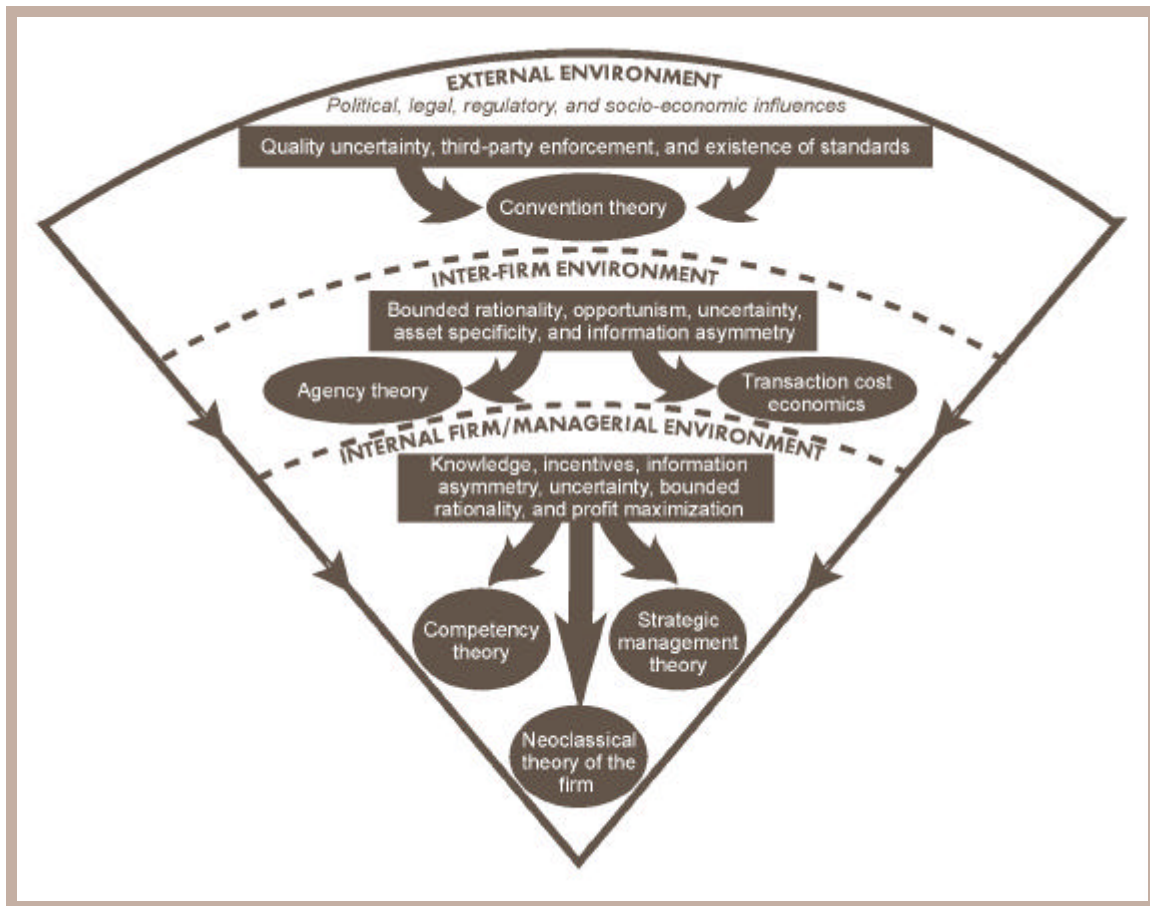 EXTERNAL ENVIRONMENT
Political, legal, regulatory, and socio-economic influences
Quality uncertainty, third-party enforcement, and existence of standards
Convention theory
INTER-FIRM ENVIRONMENT
Bounded rationality, opportunism, uncertainty,
asset specificity, and information asymmetry
Agency theory
Transaction cost
economics
INTERNAL FIRM/MANAGERIAL ENVIRONMENT
Knowledge, incentives, information
asymmetry, uncertainty, bounded
rationality, and profit maximization
Competency
theory
Strategic
management
theory
Neoclassical
theory of the
firm